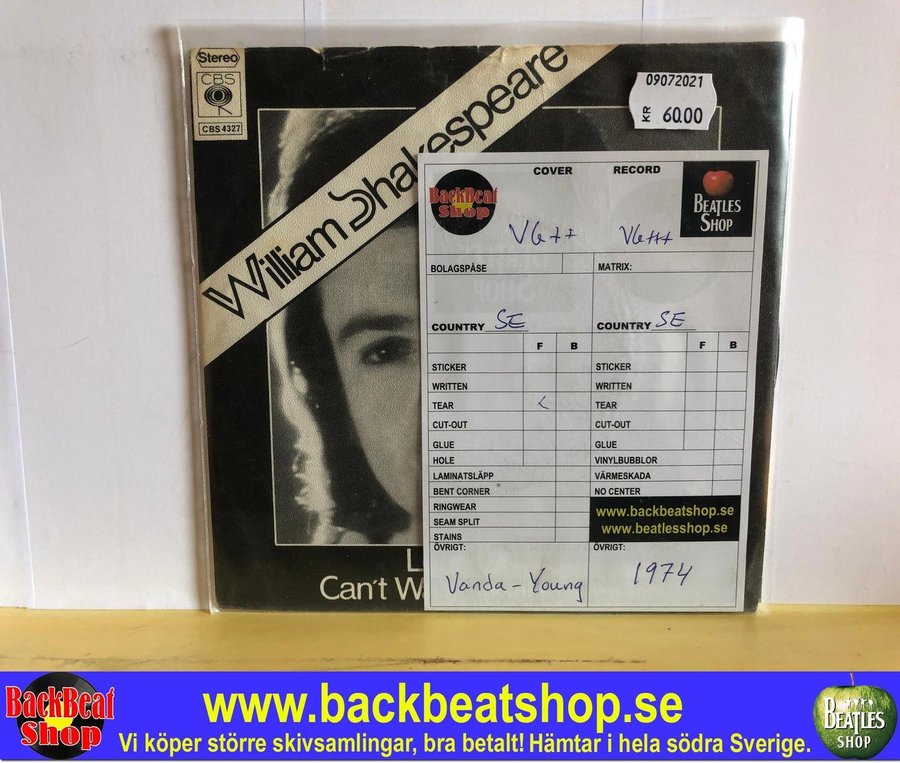 Stereo
CBS
CBS 4327
William Shakespeare
09072021
KR 60.00
COVER RECORD
BackBeat Shop
BEATLES SHOP
VG++ VG+++
BOLAGSPÅSE MATRIX:
COUNTRY SE COUNTRY SE
F B F B
STICKER STICKER
WRITTEN WRITTEN
TEAR < TEAR
CUT-OUT CUT-OUT
GLUE GLUE
HOLE VINYLBUBBLOR
LAMINATSLÄPP VÄRMESKADA
BENT CORNER NO CENTER
RINGWEAR www.backbeatshop.se
SEAM SPLIT www.beatlesshop.se
STAINS
ÖVRIGT: ÖVRIGT:
Vanda-Young 1974
L
Can't W
BackBeat Shop
www.backbeatshop.se
Vi köper större skivsamlingar, bra betalt! Hämtar i hela södra Sverige.
BEATLES SHOP